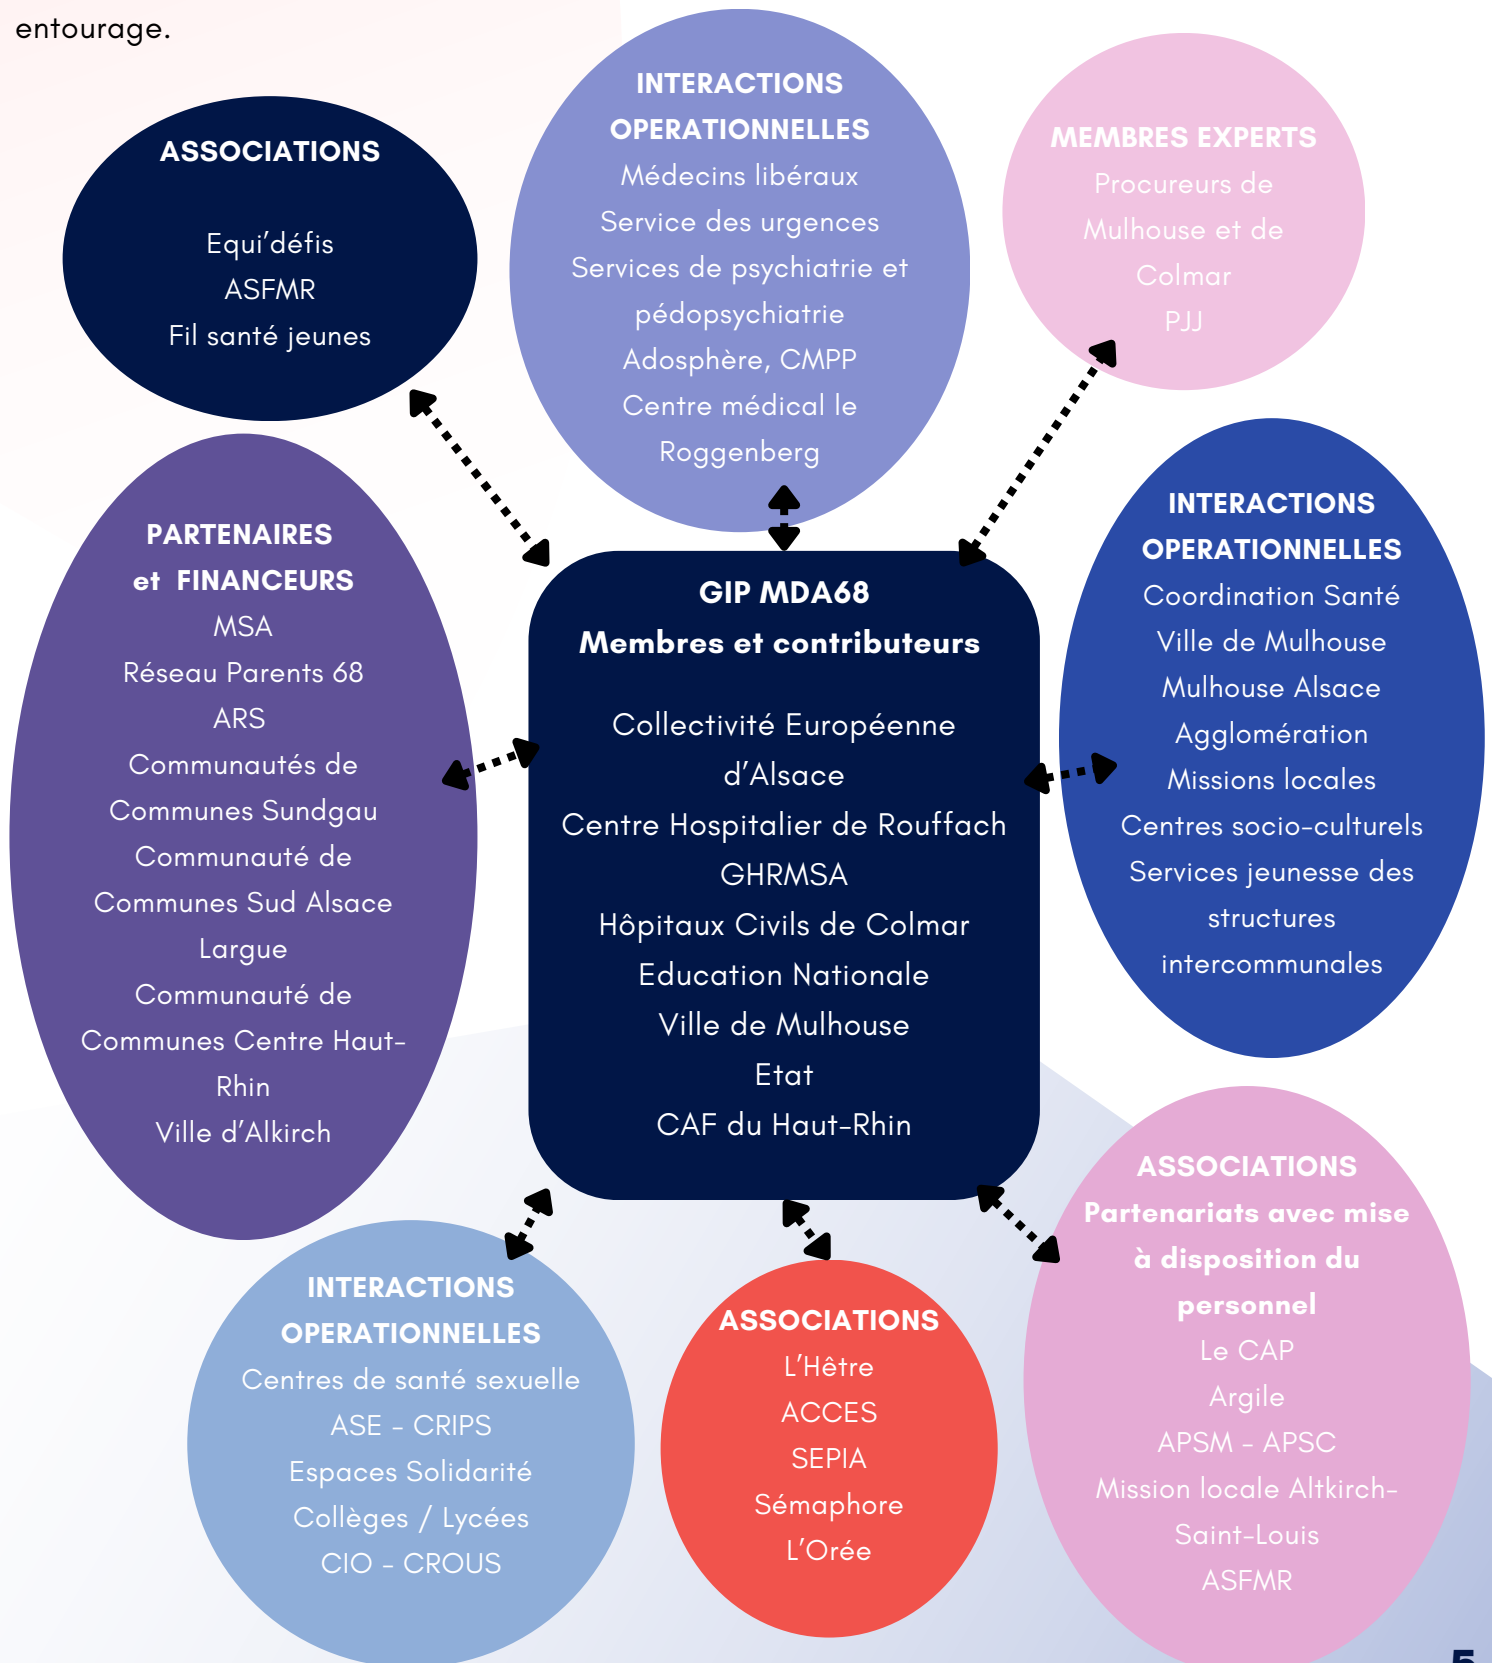 entourage.
ASSOCIATIONS
Equi'défis
ASFMR
Fil santé jeunes
INTERACTIONS
OPERATIONNELLES
Médecins libéraux
Service des urgences
Services de psychiatrie et
pédopsychiatrie
Adosphère, CMPP
Centre médical le
Roggenberg
MEMBRES EXPERTS
Procureurs de
Mulhouse et de
Colmar
PJJ
PARTENAIRES
et FINANCEURS
MSA
Réseau Parents 68
ARS
Communautés de
Communes Sundgau
Communauté de
Communes Sud Alsace
Largue
Communauté de
Communes Centre Haut-
Rhin
Ville d'Alkirch
GIP MDA68
Membres et contributeurs
Collectivité Européenne
d'Alsace
Centre Hospitalier de Rouffach
GHRMSA
Hôpitaux Civils de Colmar
Education Nationale
Ville de Mulhouse
Etat
CAF du Haut-Rhin
INTERACTIONS
OPERATIONNELLES
Coordination Santé
Ville de Mulhouse
Mulhouse Alsace
Agglomération
Missions locales
Centres socio-culturels
Services jeunesse des
structures
intercommunales
INTERACTIONS
OPERATIONNELLES
Centres de santé sexuelle
ASE - CRIPS
Espaces Solidarité
Collèges / Lycées
CIO - CROUS
ASSOCIATIONS
L'Hêtre
ACCES
SEPIA
Sémaphore
L'Orée
ASSOCIATIONS
Partenariats avec mise
à disposition du
personnel
Le CAP
Argile
APSM - APSC
Mission locale Altkirch-
Saint-Louis
ASFMR
5